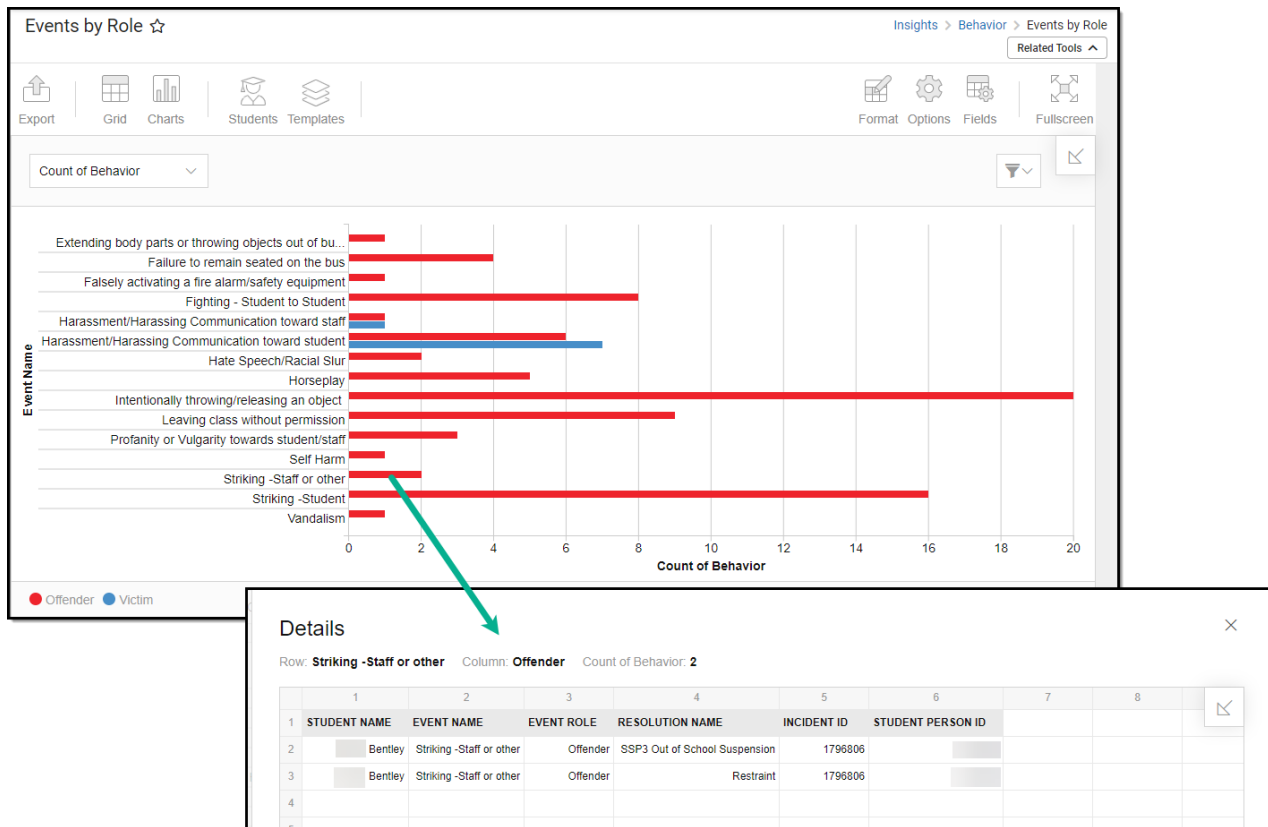 Events by Role
Insights > Behavior > Events by Role
Related Tools
Export Grid Charts Students Templates Format Options Fields Fullscreen
Count of Behavior
Event Name
Extending body parts or throwing objects out of bu...
Failure to remain seated on the bus
Falsely activating a fire alarm/safety equipment
Fighting - Student to Student
Harassment/Harassing Communication toward staff
Harassment/Harassing Communication toward student
Hate Speech/Racial Slur
Horseplay
Intentionally throwing/releasing an object
Leaving class without permission
Profanity or Vulgarity towards student/staff
Self Harm
Striking -Staff or other
Striking -Student
Vandalism
0 2 4 6 8 10 12 14 16 18 20
Count of Behavior
Offender Victim
Details
Row: Striking -Staff or other Column: Offender Count of Behavior: 2
1 2 3 4 5 6 7 8
1 STUDENT NAME EVENT NAME EVENT ROLE RESOLUTION NAME INCIDENT ID STUDENT PERSON ID
2 Bentley Striking -Staff or other Offender SSP3 Out of School Suspension 1796806
3 Bentley Striking -Staff or other Offender Restraint 1796806
4